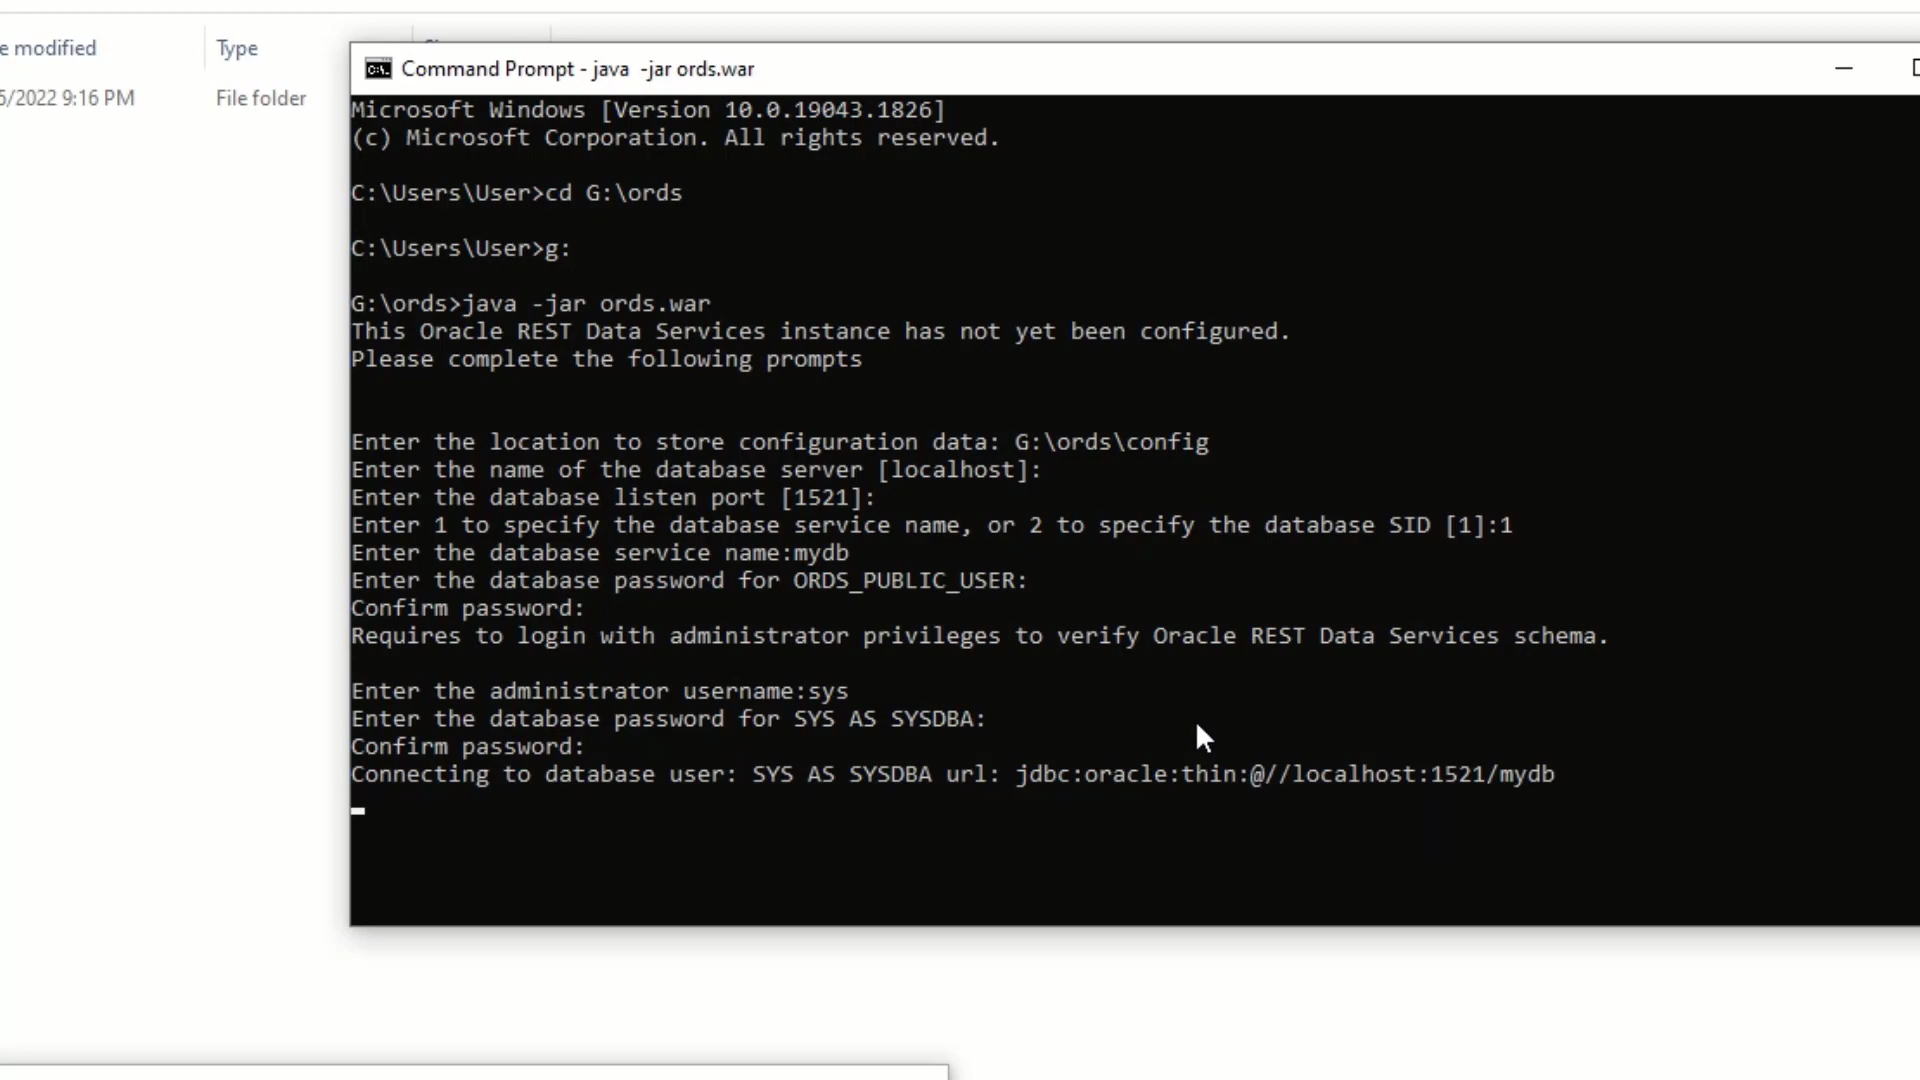 e modified
Type
5/2022 9:16 PM
File folder
Command Prompt - java  -jar ords.war
Microsoft Windows [Version 10.0.19043.1826]
(c) Microsoft Corporation. All rights reserved.
C:\Users\User>cd G:\ords
C:\Users\User>g:
G:\ords>java -jar ords.war
This Oracle REST Data Services instance has not yet been configured.
Please complete the following prompts
Enter the location to store configuration data: G:\ords\config
Enter the name of the database server [localhost]:
Enter the database listen port [1521]:
Enter 1 to specify the database service name, or 2 to specify the database SID [1]:1
Enter the database service name:mydb
Enter the database password for ORDS_PUBLIC_USER:
Confirm password:
Requires to login with administrator privileges to verify Oracle REST Data Services schema.
Enter the administrator username:sys
Enter the database password for SYS AS SYSDBA:
Confirm password:
Connecting to database user: SYS AS SYSDBA url: jdbc:oracle:thin:@//localhost:1521/mydb